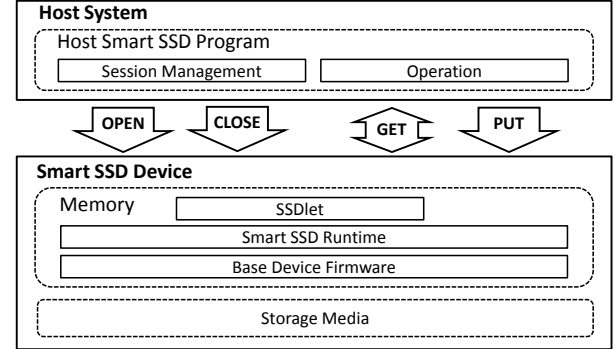 Host System
Host Smart SSD Program
Session Management
Operation
OPEN
CLOSE
GET
PUT
Smart SSD Device
Memory
SSDlet
Smart SSD Runtime
Base Device Firmware
Storage Media